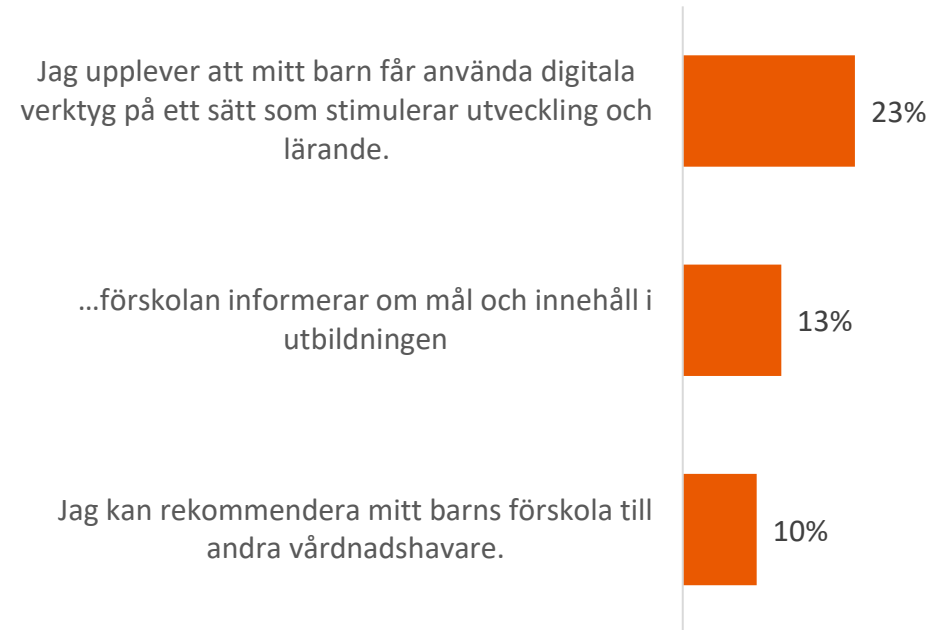 Jag upplever att mitt barn får använda digitala
verktyg på ett sätt som stimulerar utveckling och
lärande.
23%
...förskolan informerar om mål och innehåll i
utbildningen
13%
Jag kan rekommendera mitt barns förskola till
andra vårdnadshavare.
10%